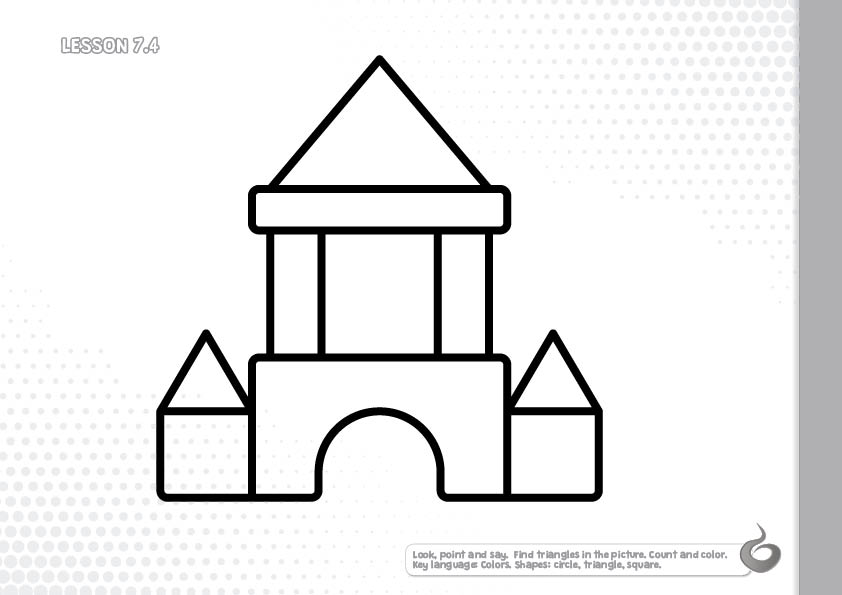 LESSON 7.4
Look, point and say. Find triangles in the picture. Count and color.
Key language: Colors. Shapes: circle, triangle, square.